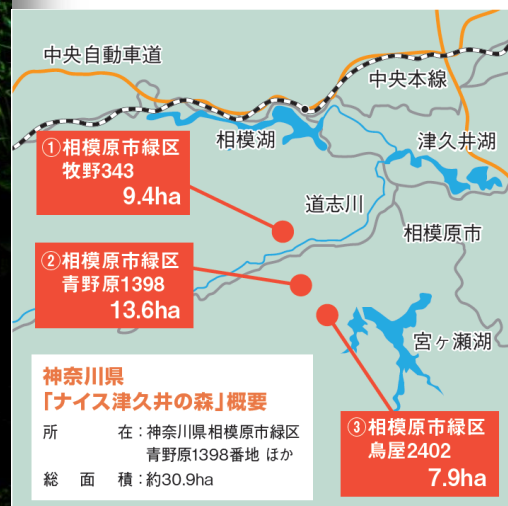 中央自動車道
中央本線
相模湖
津久井湖
①相模原市緑区
牧野343
9.4ha
道志川
相模原市
②相模原市緑区
青野原1398
13.6ha
宮ヶ瀬湖
神奈川県
「ナイス津久井の森」概要
所在：神奈川県相模原市緑区
青野原1398番地 ほか
総面積：約30.9ha
③相模原市緑区
鳥屋2402
7.9ha